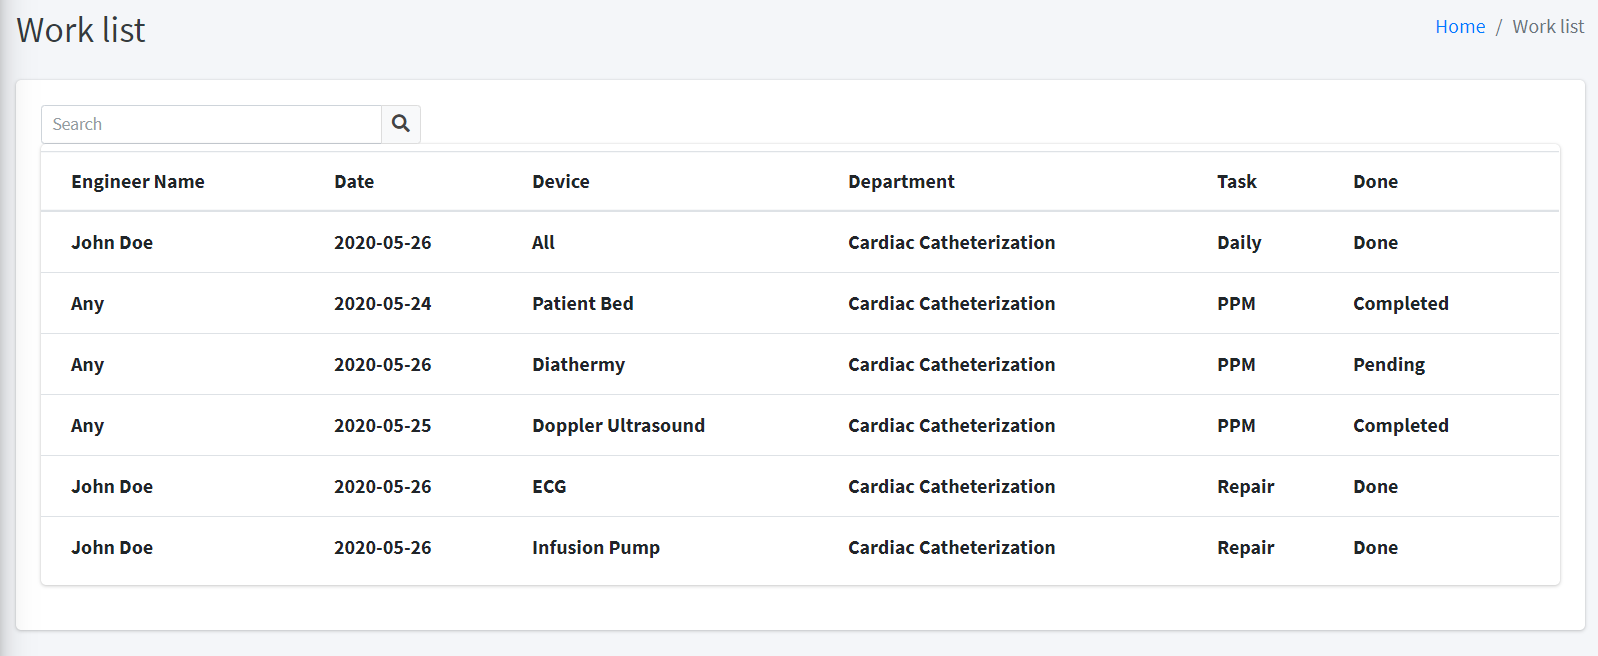 Work list
Home / Work list
Search
Engineer Name Date Device Department Task Done
John Doe 2020-05-26 All Cardiac Catheterization Daily Done
Any 2020-05-24 Patient Bed Cardiac Catheterization PPM Completed
Any 2020-05-26 Diathermy Cardiac Catheterization PPM Pending
Any 2020-05-25 Doppler Ultrasound Cardiac Catheterization PPM Completed
John Doe 2020-05-26 ECG Cardiac Catheterization Repair Done
John Doe 2020-05-26 Infusion Pump Cardiac Catheterization Repair Done